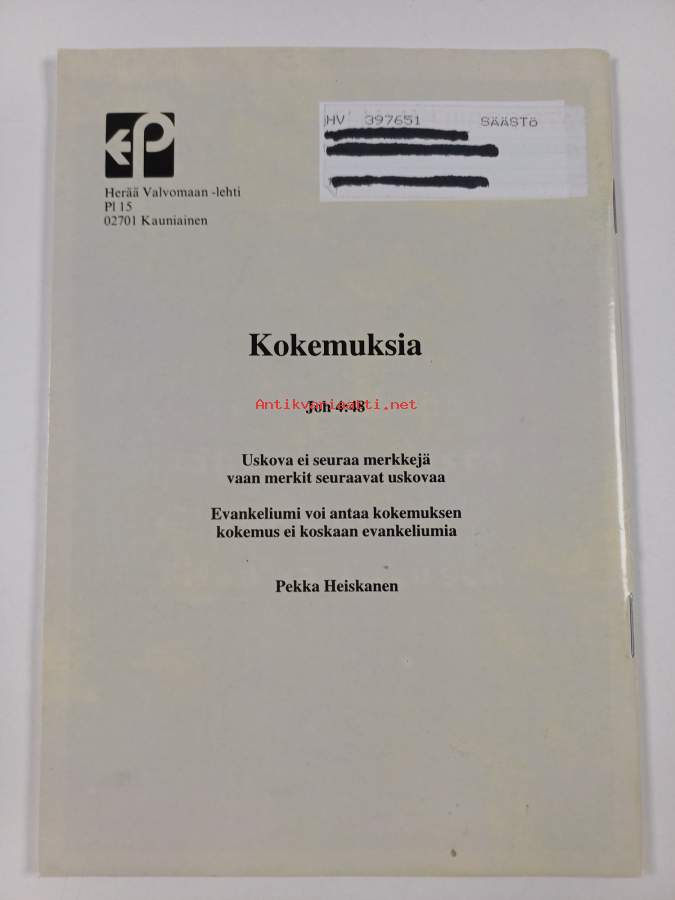 EP
HV 397651 SÄÄSTÖ
Herää Valvomaan -lehti
Pl 15
02701 Kauniainen
Kokemuksia
Joh 4:48
Antikvariaatti.net
Uskova ei seuraa merkkejä
vaan merkit seuraavat uskovaa
Evankeliumi voi antaa kokemuksen
kokemus ei koskaan evankeliumia
Pekka Heiskanen